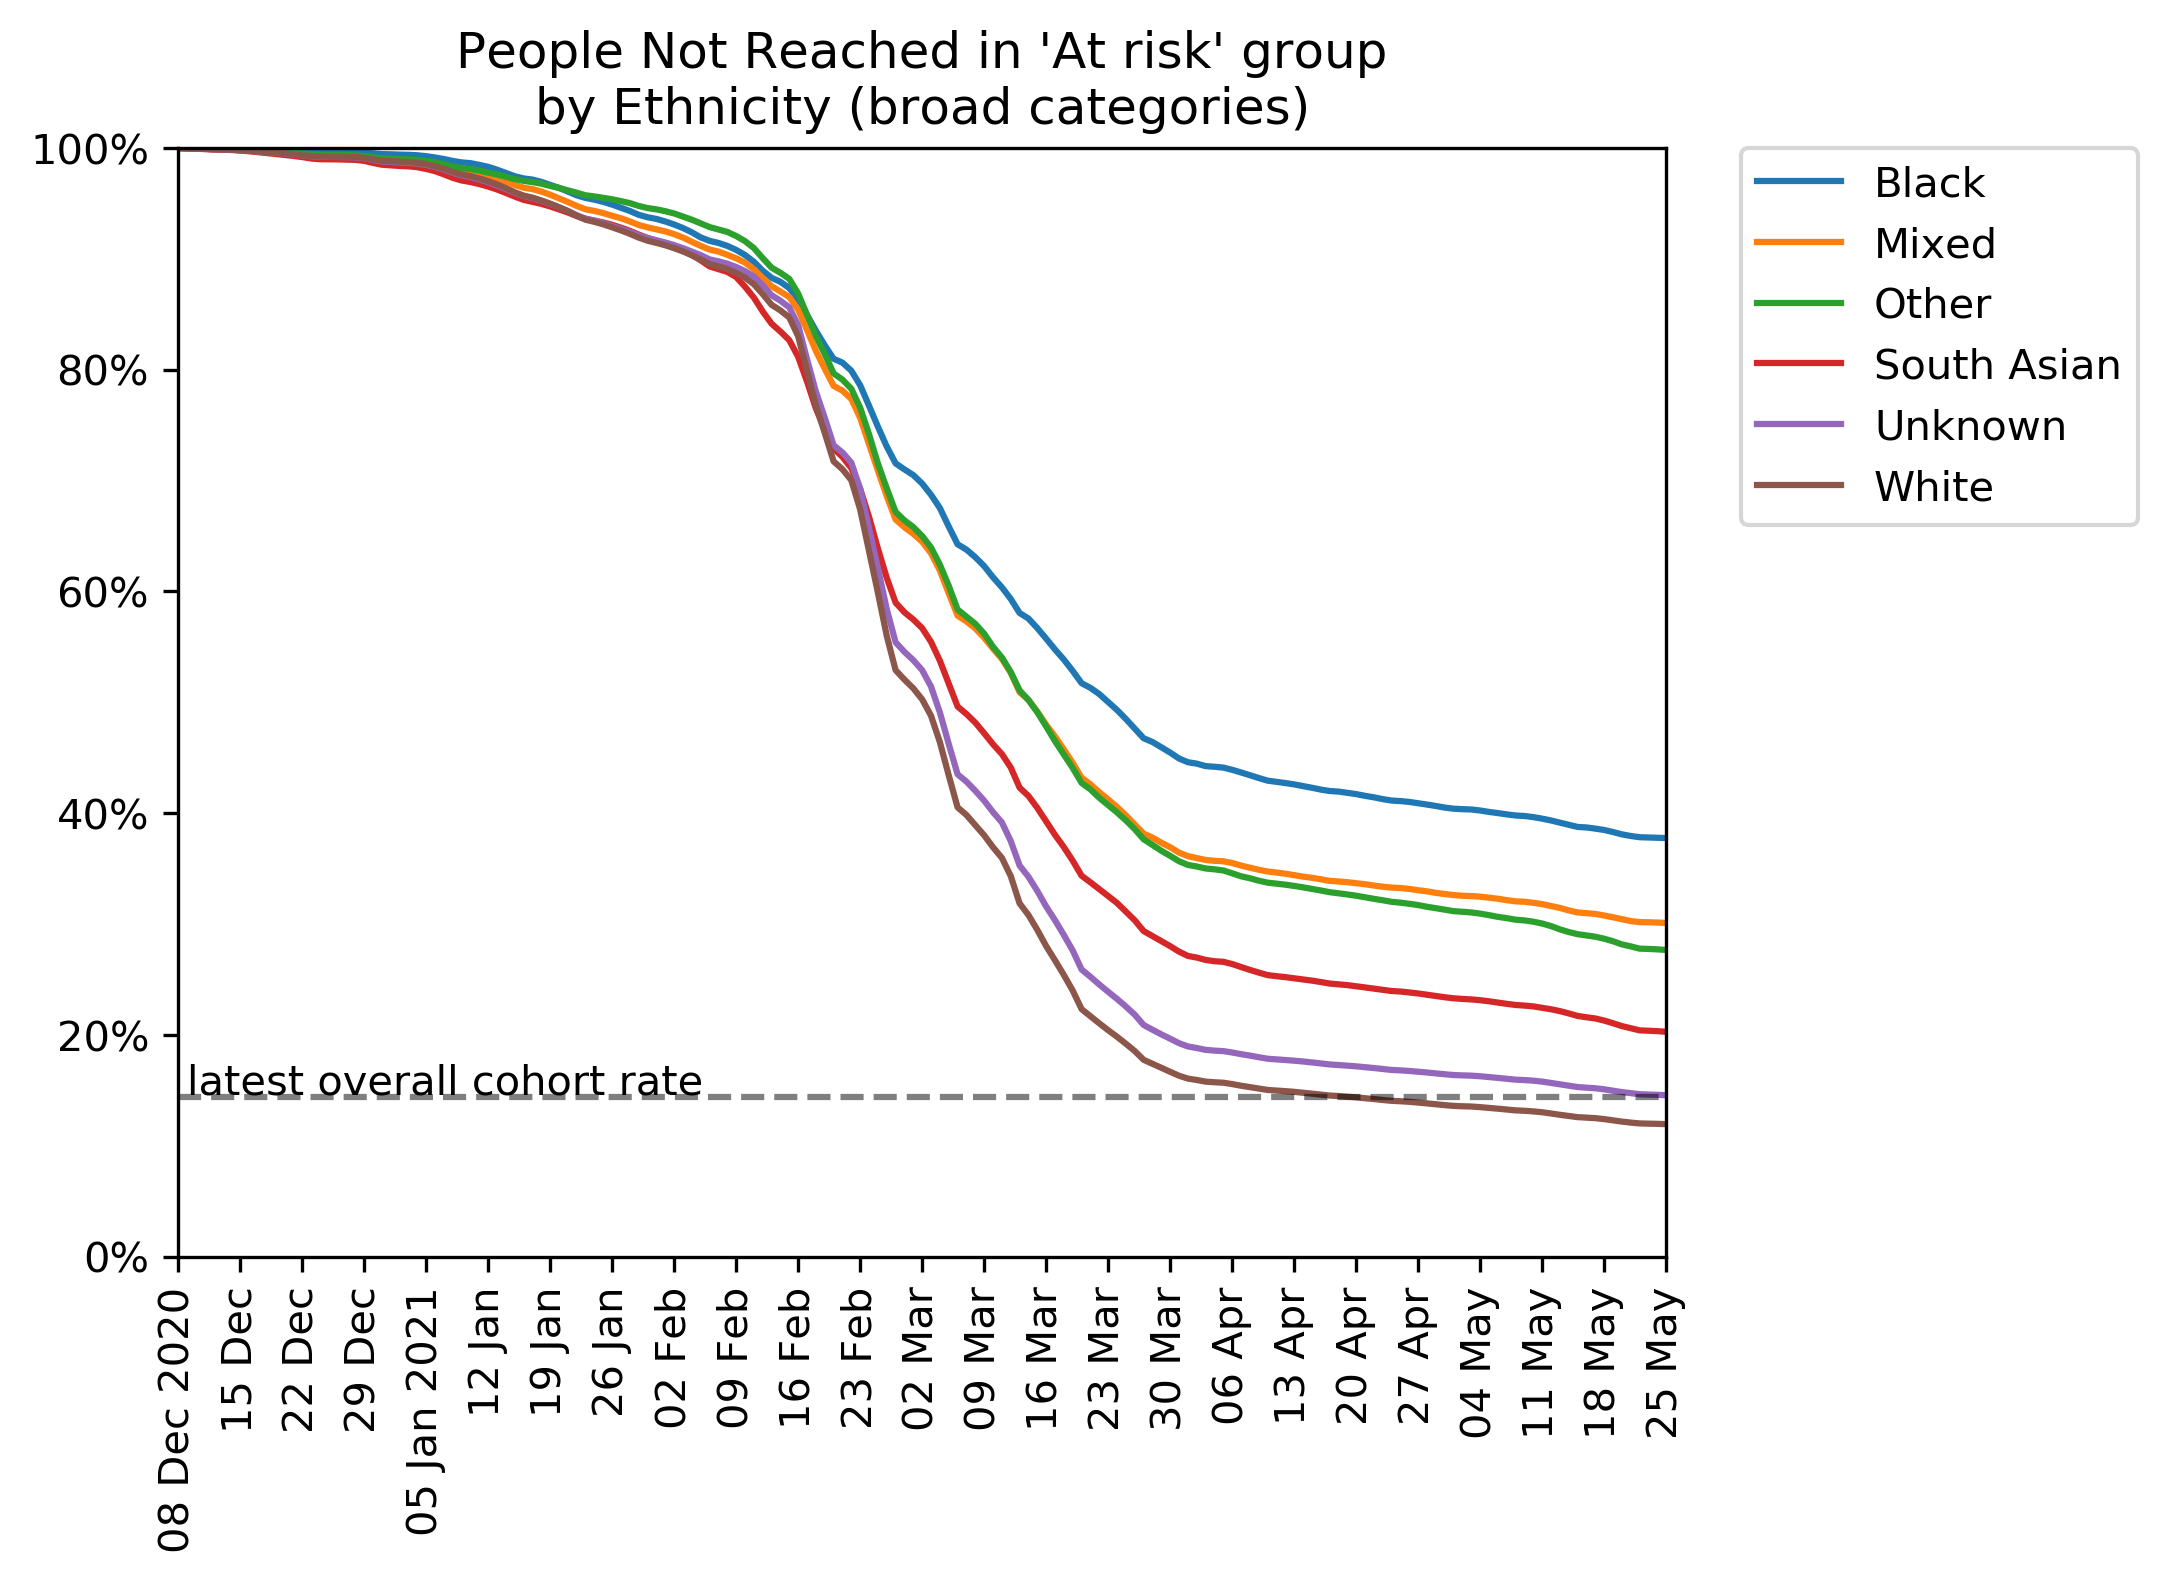 People Not Reached in 'At risk' group
by Ethnicity (broad categories)
100%
80%
60%
40%
20%
0%
latest overall cohort rate
08 Dec 2020
15 Dec
22 Dec
29 Dec
05 Jan 2021
12 Jan
19 Jan
26 Jan
02 Feb
09 Feb
16 Feb
23 Feb
02 Mar
09 Mar
16 Mar
23 Mar
30 Mar
06 Apr
13 Apr
20 Apr
27 Apr
04 May
11 May
18 May
25 May
Black
Mixed
Other
South Asian
Unknown
White